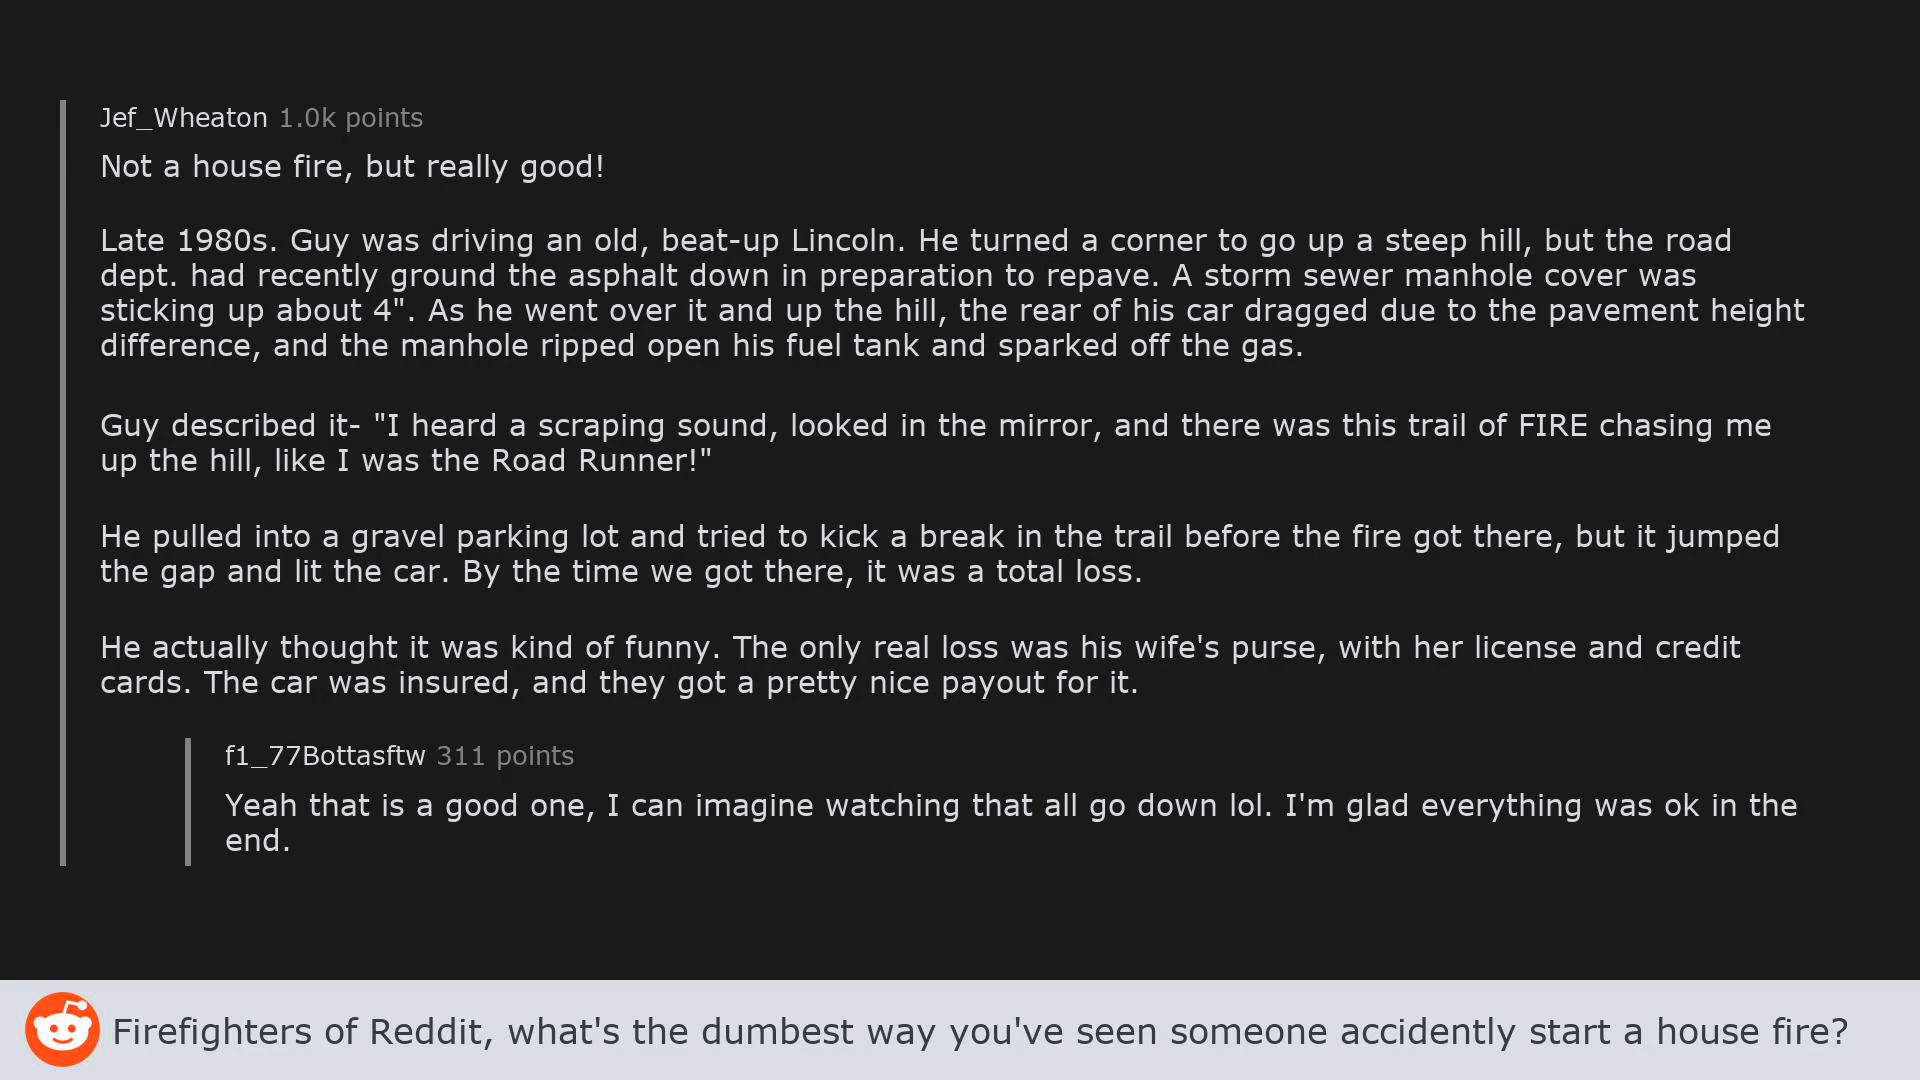 Jef_Wheaton 1.0k points
Not a house fire, but really good!
Late 1980s. Guy was driving an old, beat-up Lincoln. He turned a corner to go up a steep hill, but the road
dept. had recently ground the asphalt down in preparation to repave. A storm sewer manhole cover was
sticking up about 4". As he went over it and up the hill, the rear of his car dragged due to the pavement height
difference, and the manhole ripped open his fuel tank and sparked off the gas.
Guy described it- "I heard a scraping sound, looked in the mirror, and there was this trail of FIRE chasing me
up the hill, like I was the Road Runner!"
He pulled into a gravel parking lot and tried to kick a break in the trail before the fire got there, but it jumped
the gap and lit the car. By the time we got there, it was a total loss.
He actually thought it was kind of funny. The only real loss was his wife's purse, with her license and credit
cards. The car was insured, and they got a pretty nice payout for it.
f1_77Bottasftw 311 points
Yeah that is a good one, I can imagine watching that all go down lol. I'm glad everything was ok in the
end.
Firefighters of Reddit, what's the dumbest way you've seen someone accidently start a house fire?